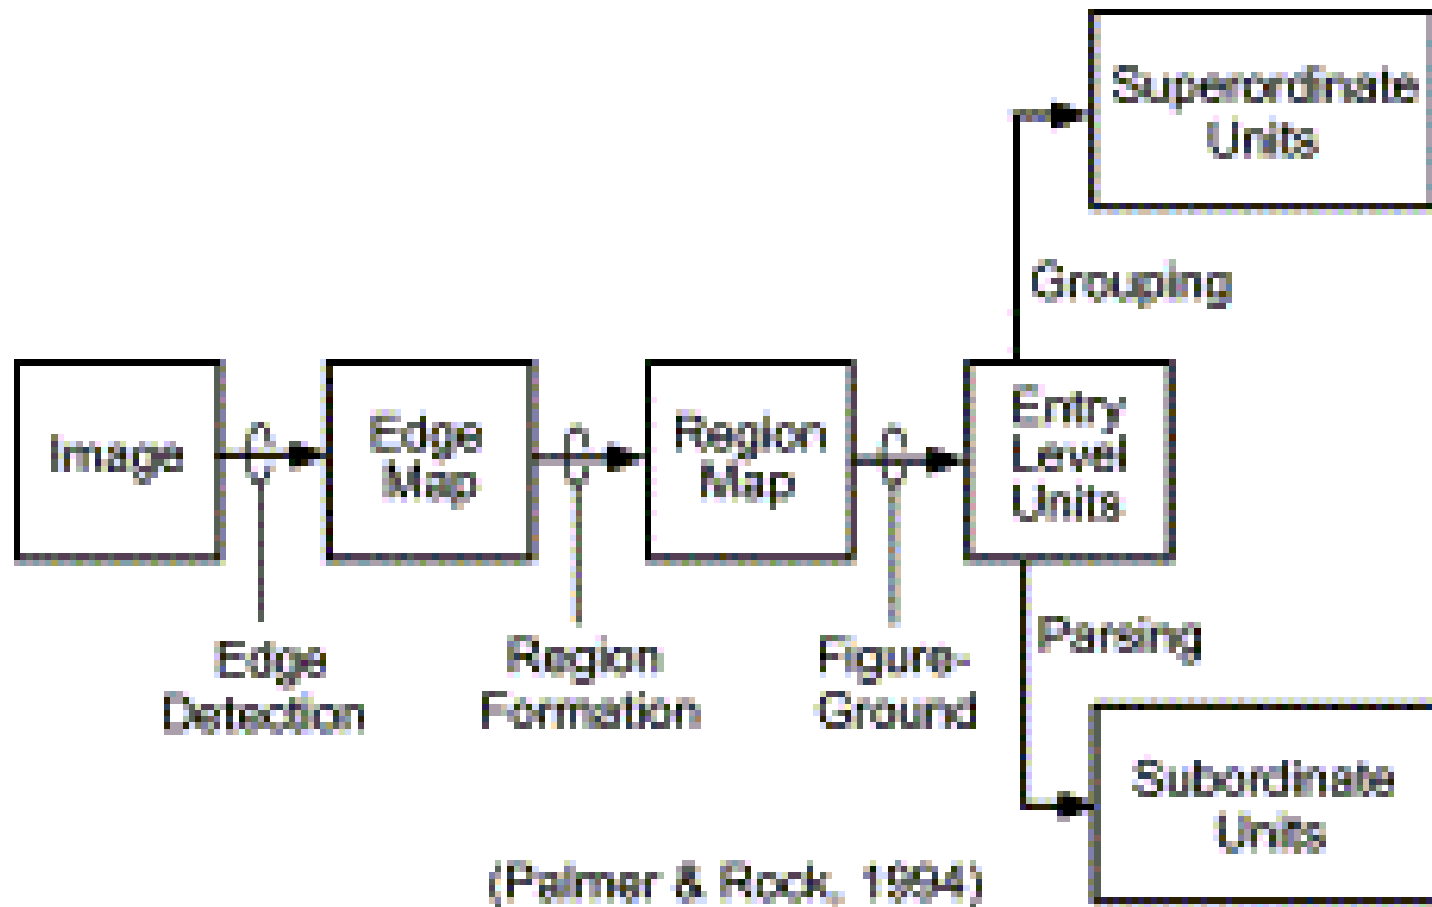 Superordinate
Units
Grouping
Image
Edge
Map
Region
Map
Entry
Level
Units
Edge
Detection
Region
Formation
Figure-
Ground
Parsing
Subordinate
Units
(Palmer & Rock, 1994)